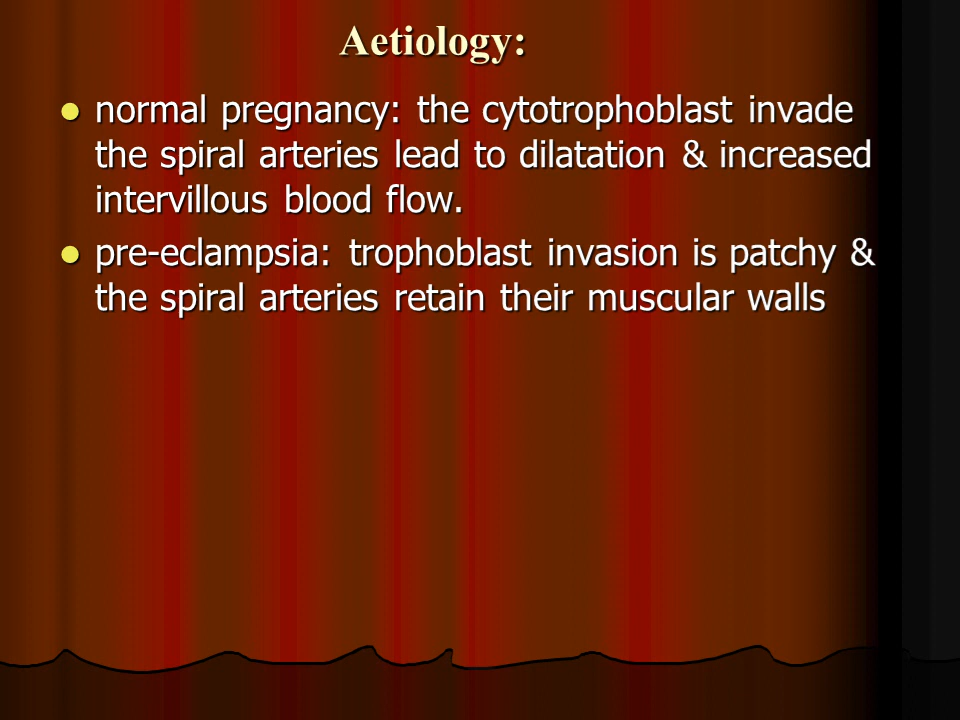 Aetiology:
normal pregnancy: the cytotrophoblast invade
the spiral arteries lead to dilatation & increased
intervillous blood flow.
pre-eclampsia: trophoblast invasion is patchy &
the spiral arteries retain their muscular walls